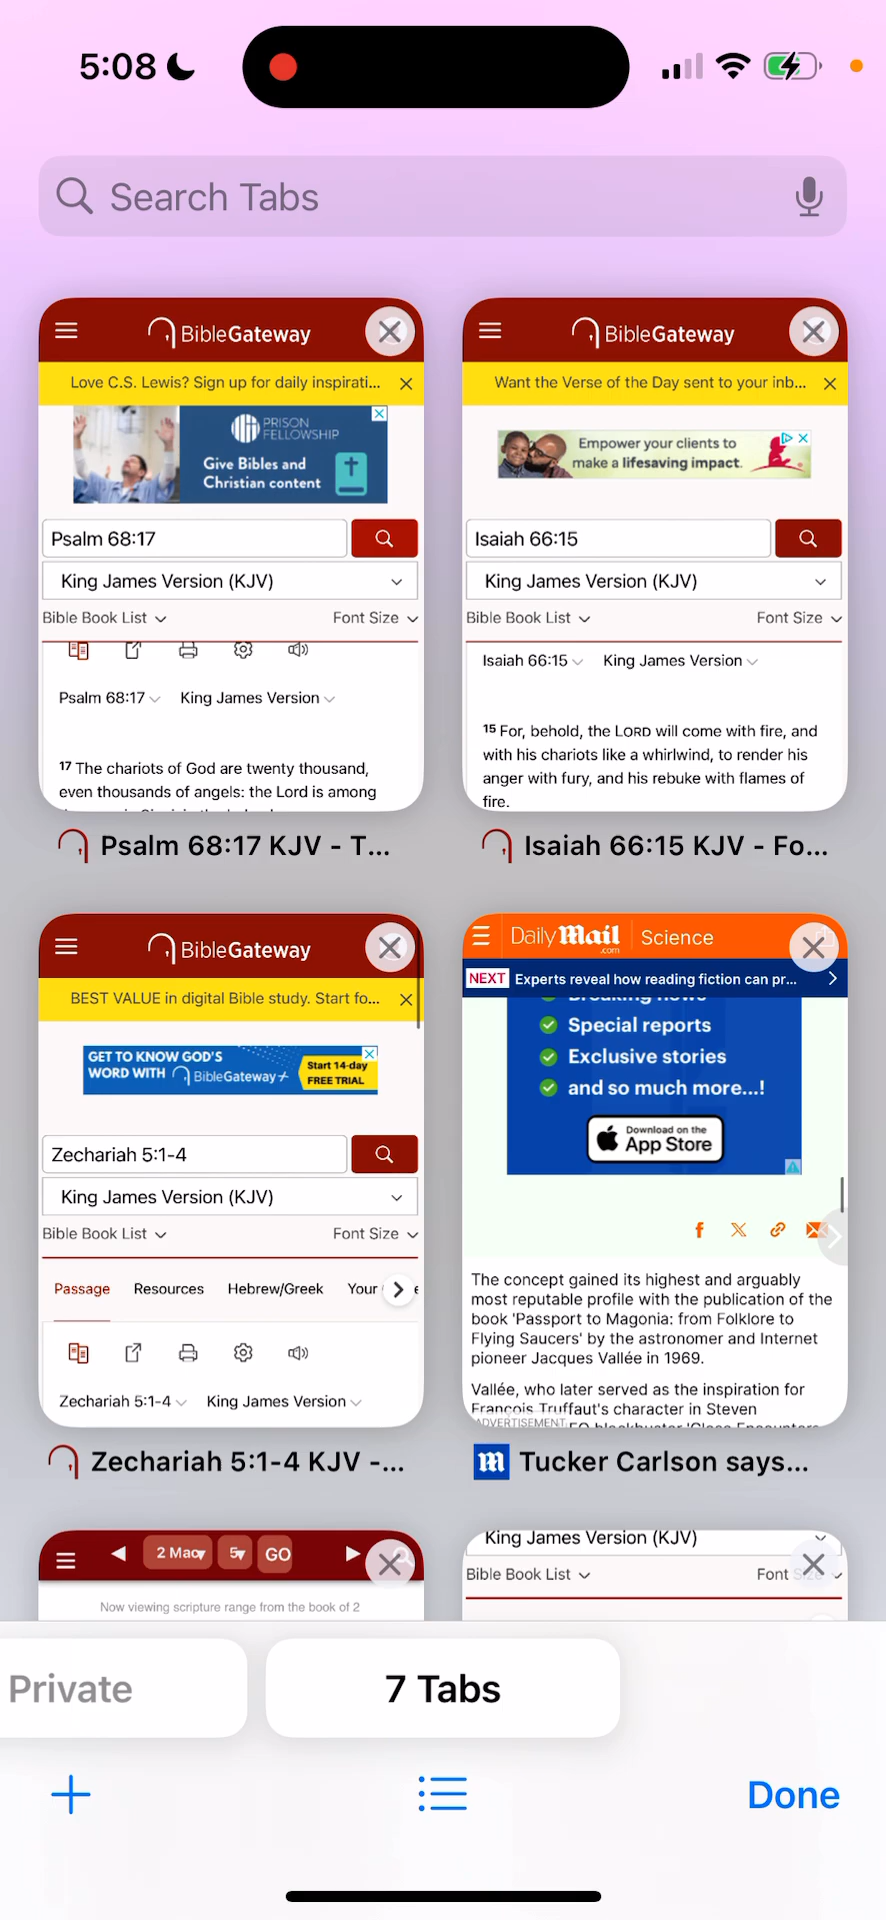 5:08
Search Tabs
BibleGateway
Love C.S. Lewis? Sign up for daily inspirati...
PRISON
FELLOWSHIP
Give Bibles and
Christian content
Psalm 68:17
King James Version (KJV)
Bible Book List
Font Size
Psalm 68:17
King James Version
17 The chariots of God are twenty thousand,
even thousands of angels: the Lord is among
Psalm 68:17 KJV - T...
BibleGateway
Want the Verse of the Day sent to your inb...
Empower your clients to
make a lifesaving impact.
Isaiah 66:15
King James Version (KJV)
Bible Book List
Font Size
Isaiah 66:15
King James Version
15 For, behold, the LORD will come with fire, and
with his chariots like a whirlwind, to render his
anger with fury, and his rebuke with flames of
fire.
Isaiah 66:15 KJV - Fo...
BibleGateway
BEST VALUE in digital Bible study. Start fo...
GET TO KNOW GOD'S
WORD WITH BibleGateway+
Start 14-day
FREE TRIAL
Zechariah 5:1-4
King James Version (KJV)
Bible Book List
Font Size
Passage Resources Hebrew/Greek Your
Zechariah 5:1-4
King James Version
Zechariah 5:1-4 KJV -...
Daily Mail .com Science
NEXT Experts reveal how reading fiction can pr...
Breaking news
Special reports
Exclusive stories
and so much more...!
Download on the
App Store
The concept gained its highest and arguably
most reputable profile with the publication of the
book 'Passport to Magonia: from Folklore to
Flying Saucers' by the astronomer and Internet
pioneer Jacques Vallée in 1969.
Vallée, who later served as the inspiration for
François Truffaut's character in Steven
ADVERTISEMENT
Tucker Carlson says...
2 Mac 5 GO
Now viewing scripture range from the book of 2
King James Version (KJV)
Bible Book List
Font Size
Private
7 Tabs
Done